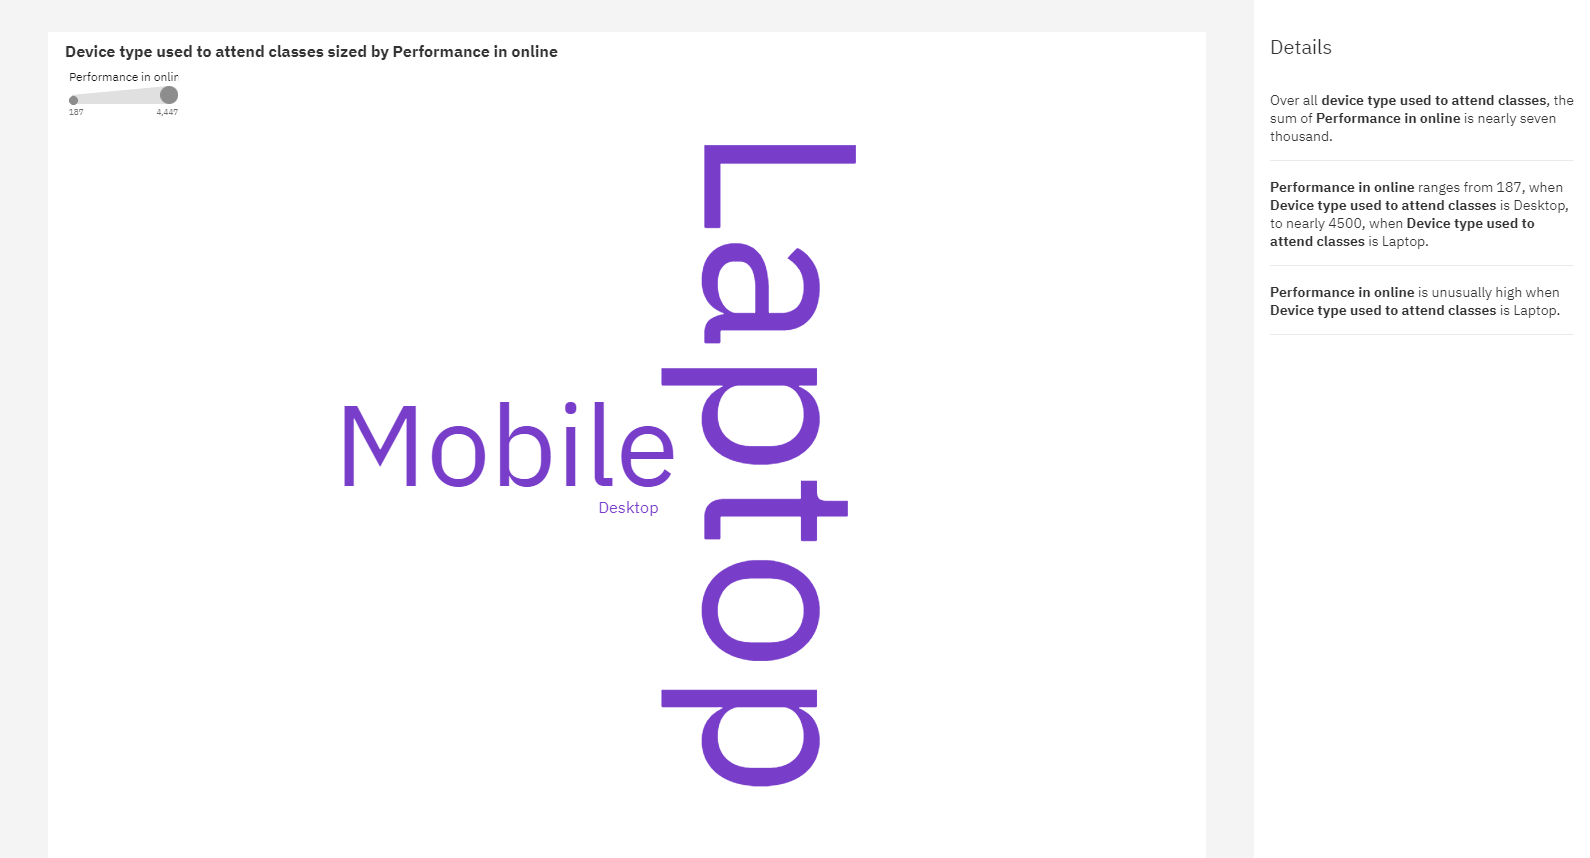 Device type used to attend classes sized by Performance in online
Performance in onlin
187
4,447
Laptop
Mobile
Desktop
Details
Over all device type used to attend classes, the
sum of Performance in online is nearly seven
thousand.
Performance in online ranges from 187, when
Device type used to attend classes is Desktop,
to nearly 4500, when Device type used to
attend classes is Laptop.
Performance in online is unusually high when
Device type used to attend classes is Laptop.